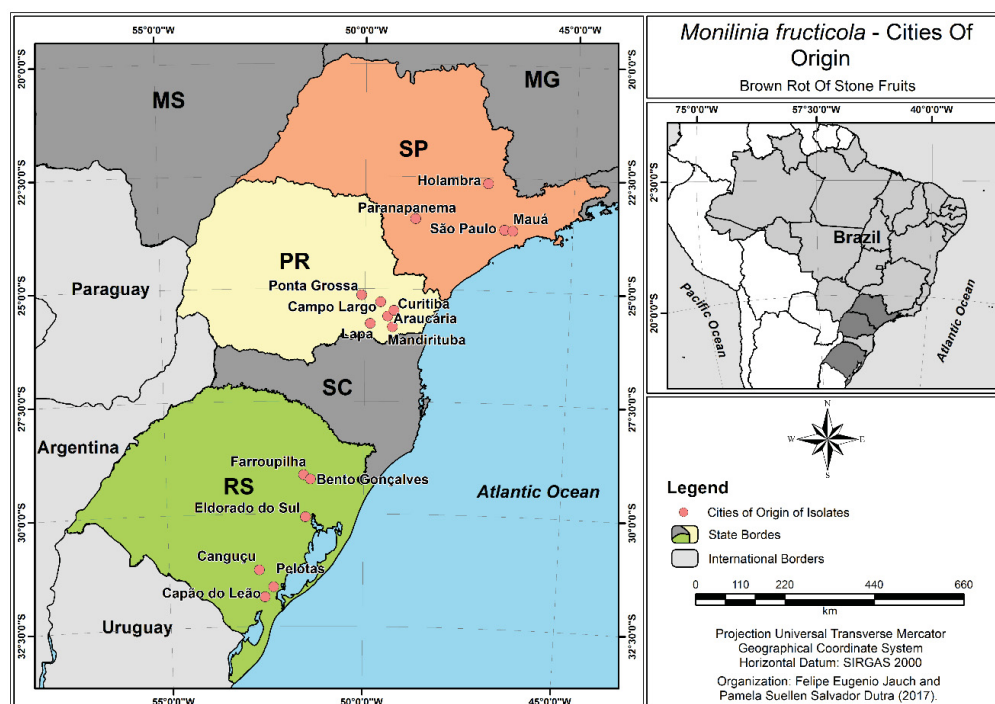 55°0'0"W
50°0'0"W
45°0'0"W
20°0'0"S
22°30'0"S
25°0'0"S
27°30'0"S
30°0'0"S
32°30'0"S
MS
MG
SP
Holambra
Paranapanema
São Paulo
Mauá
PR
Ponta Grossa
Campo Largo
Curitiba
Araucária
Lapa
Mandirituba
Paraguay
SC
Argentina
Farroupilha
Bento Gonçalves
RS
Eldorado do Sul
Canguçu
Pelotas
Capão do Leão
Uruguay
Atlantic Ocean
20°0'0"S
22°30'0"S
25°0'0"S
27°30'0"S
30°0'0"S
32°30'0"S
55°0'0"W
50°0'0"W
45°0'0"W
Monilinia fructicola - Cities Of
Origin
Brown Rot Of Stone Fruits
75°0'0"W
57°30'0"W
40°0'0"W
2°30'0"S
20°0'0"S
2°30'0"S
20°0'0"S
Brazil
Pacific Ocean
Atlantic Ocean
N
W
E
S
Legend
Cities of Origin of Isolates
State Bordes
International Borders
0 110 220 440 660
km
Projection Universal Transverse Mercator
Geographical Coordinate System
Horizontal Datum: SIRGAS 2000
Organization: Felipe Eugenio Jauch and
Pamela Suellen Salvador Dutra (2017).